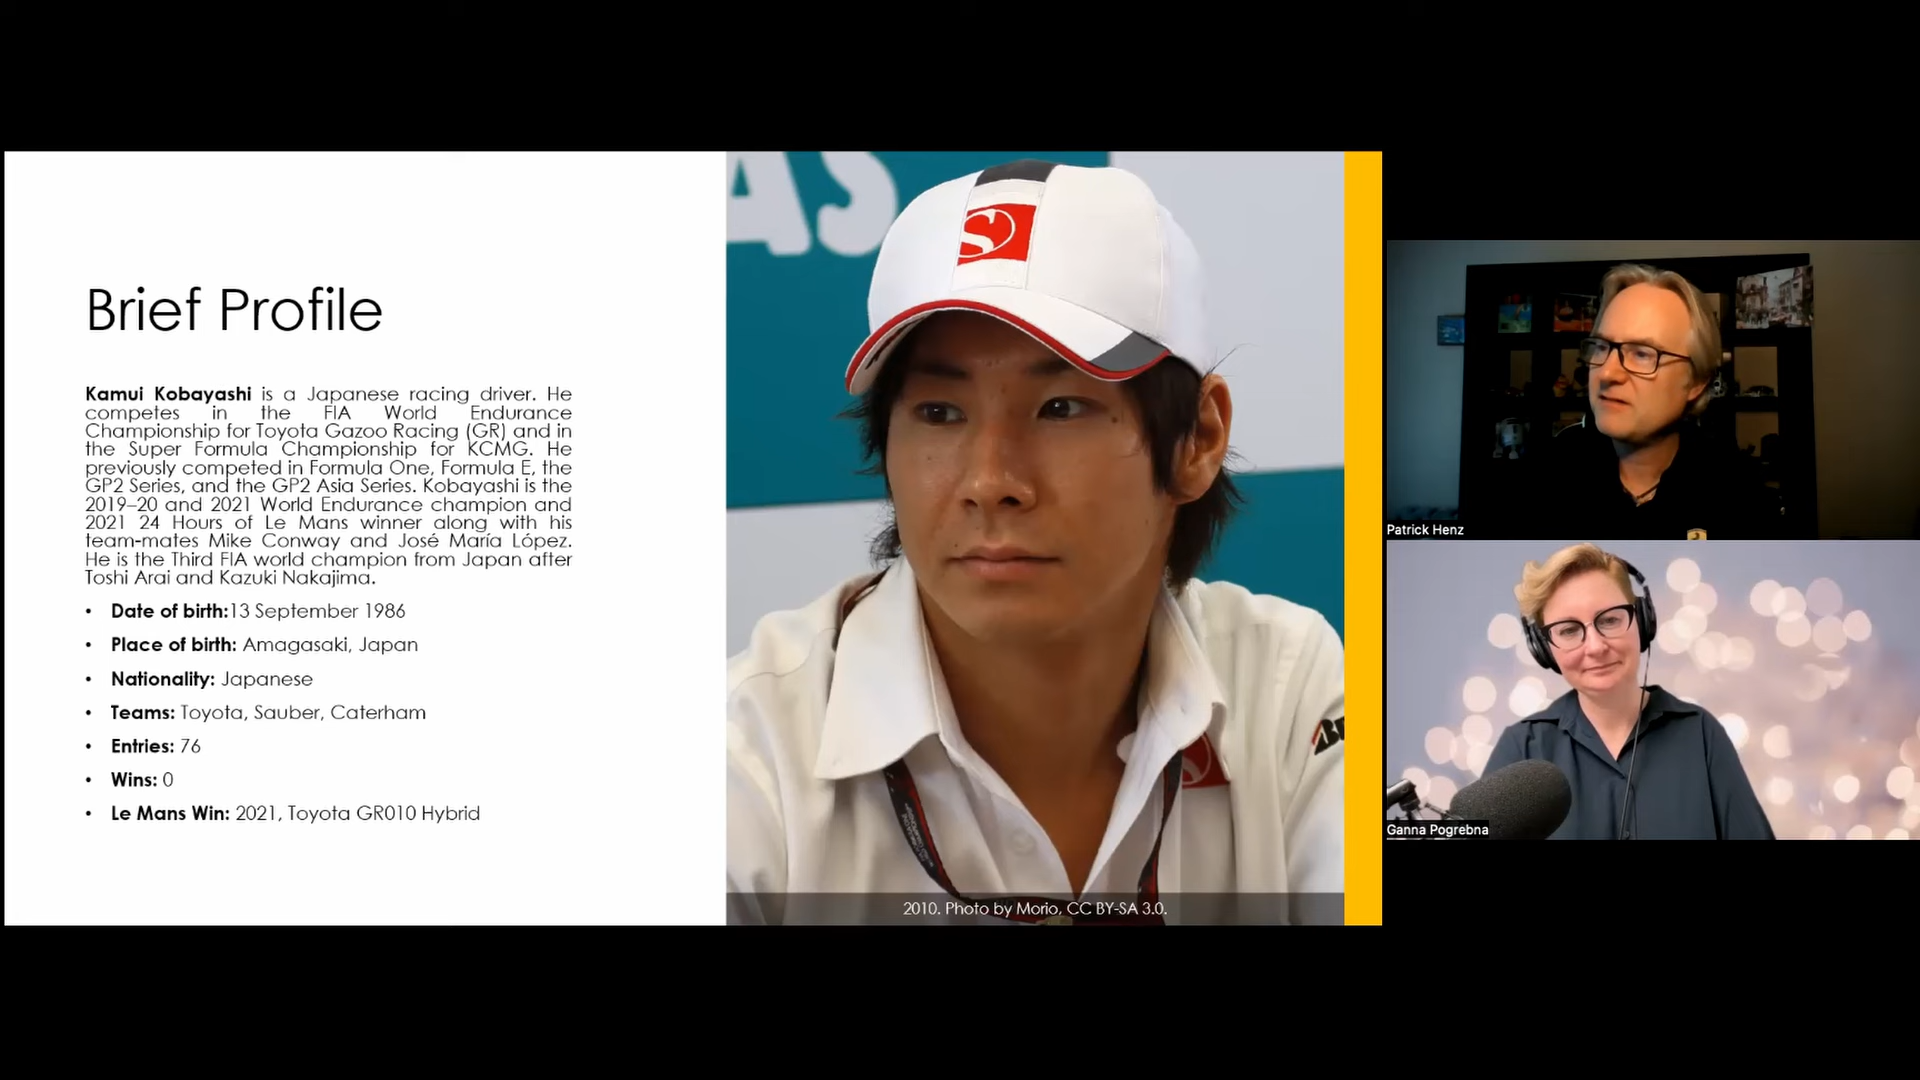 Brief Profile
Kamui Kobayashi is a Japanese racing driver. He
competes in the FIA World Endurance
Championship for Toyota Gazoo Racing (GR) and in
the Super Formula Championship for KCMG. He
previously competed in Formula One, Formula E, the
GP2 Series, and the GP2 Asia Series. Kobayashi is the
2019–20 and 2021 World Endurance champion and
2021 24 Hours of Le Mans winner along with his
team-mates Mike Conway and José María López.
He is the Third FIA world champion from Japan after
Toshi Arai and Kazuki Nakajima.
• Date of birth:13 September 1986
• Place of birth: Amagasaki, Japan
• Nationality: Japanese
• Teams: Toyota, Sauber, Caterham
• Entries: 76
• Wins: 0
• Le Mans Win: 2021, Toyota GR010 Hybrid
2010. Photo by Morio, CC BY-SA 3.0.
Patrick Henz
Ganna Pogrebna